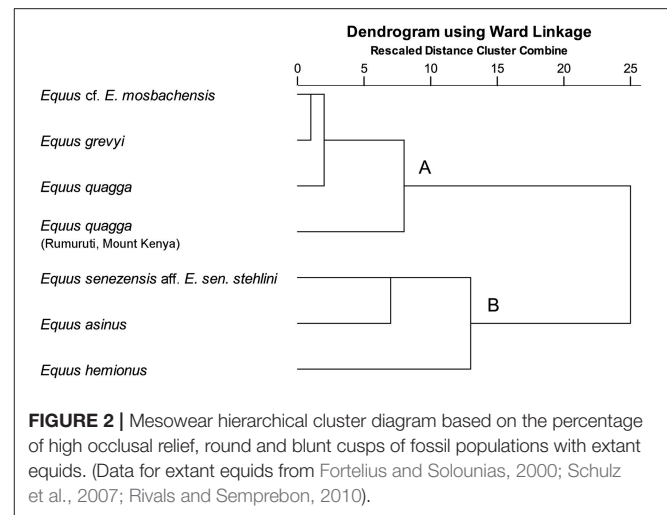 Dendrogram using Ward Linkage
Rescaled Distance Cluster Combine
0 5 10 15 20 25
Equus cf. E. mosbachensis
Equus grevyi
A
Equus quagga
Equus quagga
(Rumuruti, Mount Kenya)
Equus senezensis aff. E. sen. stehlini
B
Equus asinus
Equus hemionus
FIGURE 2 | Mesowear hierarchical cluster diagram based on the percentage
of high occlusal relief, round and blunt cusps of fossil populations with extant
equids. (Data for extant equids from Fortelius and Solounias, 2000; Schulz
et al., 2007; Rivals and Semprebon, 2010).